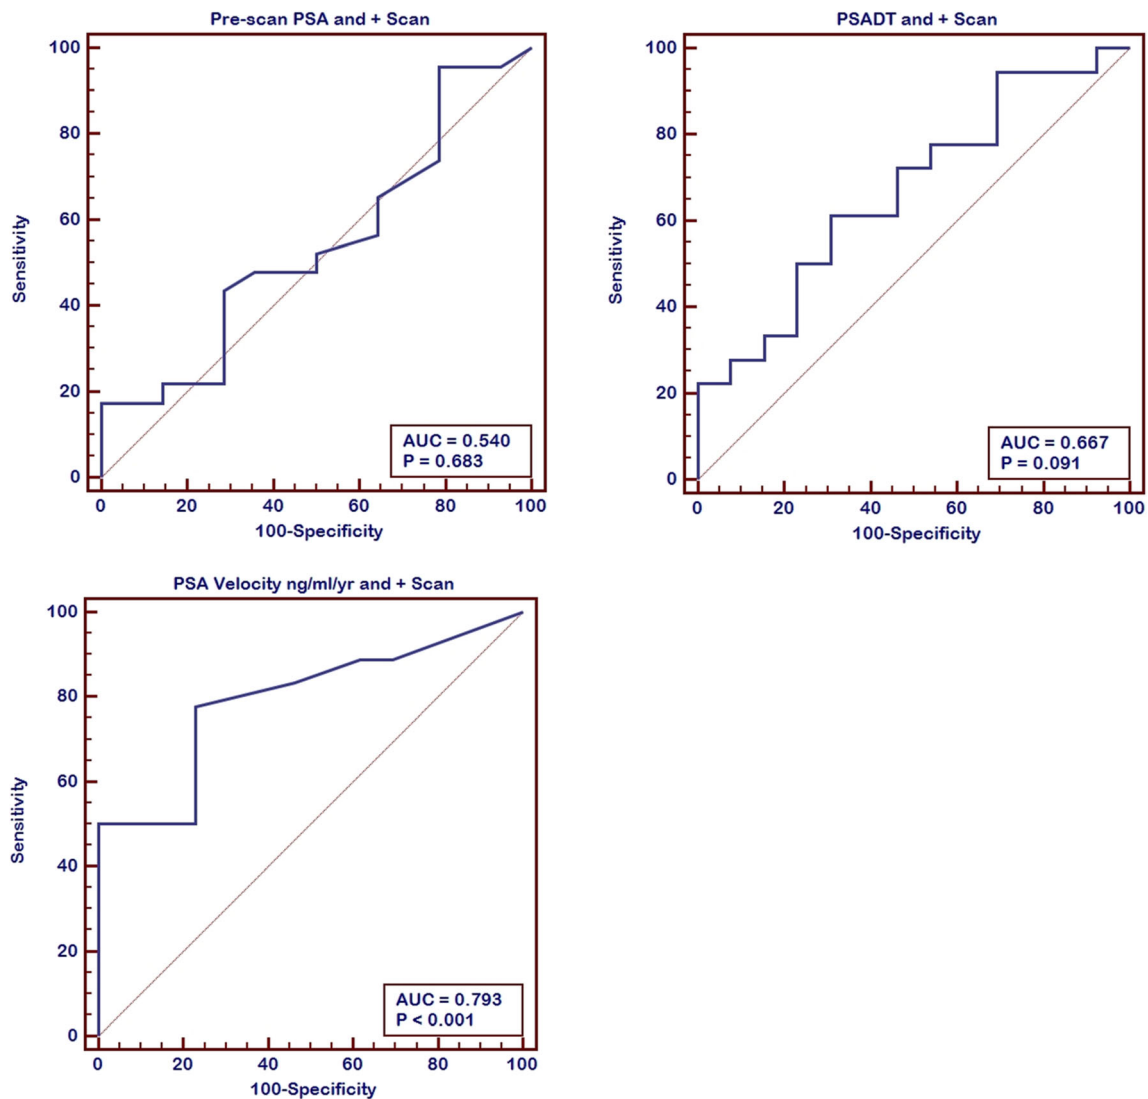 Pre-scan PSA and + Scan
100
80
60
40
20
0
Sensitivity
AUC = 0.540
P = 0.683
0 20 40 60 80 100
100-Specificity
PSADT and + Scan
100
80
60
40
20
0
Sensitivity
AUC = 0.667
P = 0.091
0 20 40 60 80 100
100-Specificity
PSA Velocity ng/ml/yr and + Scan
100
80
60
40
20
0
Sensitivity
AUC = 0.793
P < 0.001
0 20 40 60 80 100
100-Specificity